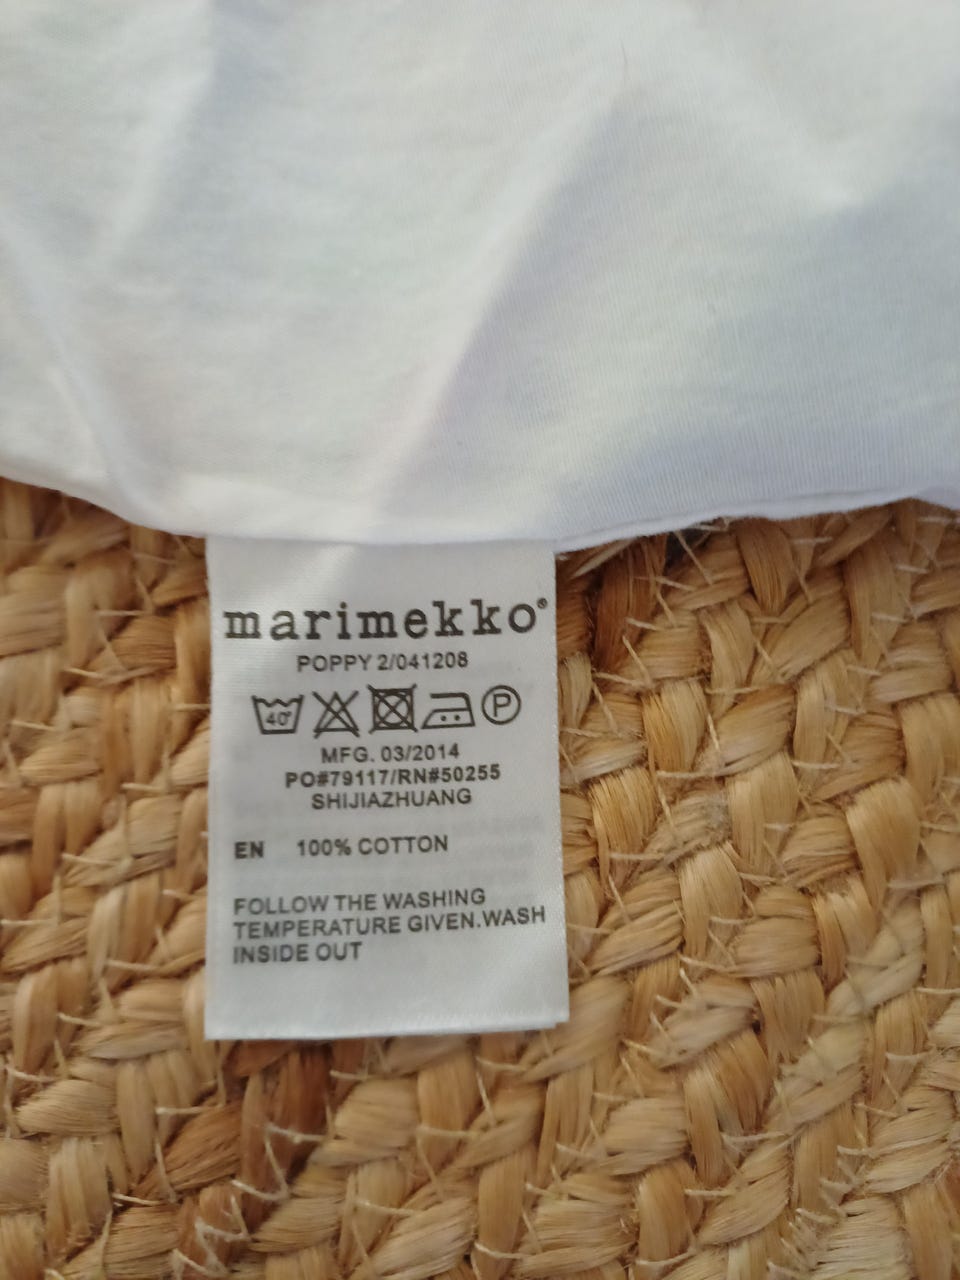 marimekko®
POPPY 2/041208
40° P
MFG. 03/2014
PO#79117/RN#50255
SHIJIAZHUANG
EN 100% COTTON
FOLLOW THE WASHING
TEMPERATURE GIVEN.WASH
INSIDE OUT